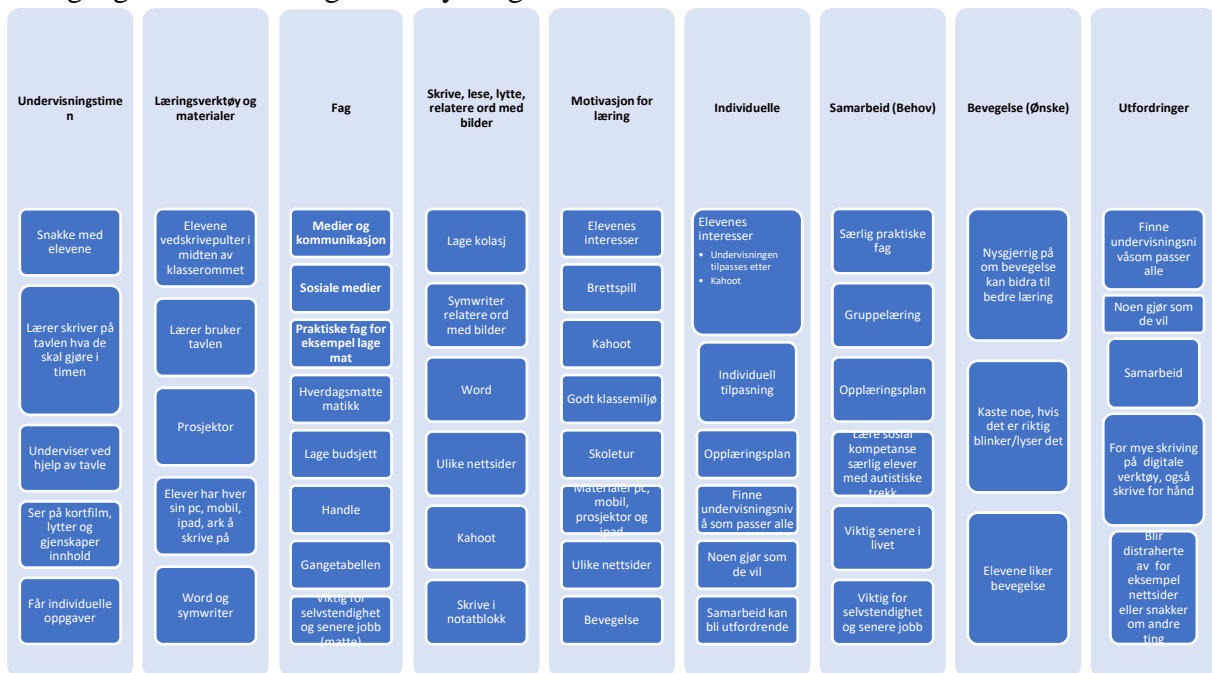 Undervisningstime
n
Snakke med
elevene
Lærer skriver på
tavlen hva de
skal gjøre i
timen
Underviser ved
hjelp av tavle
Ser på kortfilm,
lytter og
gjenskaper
innhold
Får individuelle
oppgaver
Læringsverktøy og
materialer
Elevene
vedskrivepulter i
midten av
klasserommet
Lærer bruker
tavlen
Prosjektor
Elever har hver
sin pc, mobil,
ipad, ark å
skrive på
Word og
symwriter
Fag
Medier og
kommunikasjon
Sosiale medier
Praktiske fag for
eksempel lage
mat
Hverdagsmatte
matikk
Lage budsjett
Handle
Gangetabellen
Viktig for
selvstendighet
og senere jobb
(matte)
Skrive, lese, lytte,
relatere ord med
bilder
Lage kolasj
Symwriter
relatere ord
med bilder
Word
Ulike nettsider
Kahoot
Skrive i
notatblokk
Motivasjon for
læring
Elevenes
interesser
Brettspill
Kahoot
Godt klassemiljø
Skoletur
Materialer pc,
mobil,
prosjektor og
ipad
Ulike nettsider
Bevegelse
Individuelle
Elevenes
interesser
• Undervisningen
tilpasses etter
• Kahoot
Individuell
tilpasning
Opplæringsplan
Finne
undervisningsniv
å som passer alle
Noen gjør som
de vil
Samarbeid kan
bli utfordrende
Samarbeid (Behov)
Særlig praktiske
fag
Gruppelæring
Opplæringsplan
Lære sosial
kompetanse
særlig elever
med autistiske
trekk
Viktig senere i
livet
Viktig for
selvstendighet
og senere jobb
Bevegelse (Ønske)
Nysgjerrig på
om bevegelse
kan bidra til
bedre læring
Kaste noe, hvis
det er riktig
blinker/lyser det
Elevene liker
bevegelse
Utfordringer
Finne
undervisningsni
våsom passer
alle
Noen gjør som
de vil
Samarbeid
For mye skriving
på digitale
verktøy, også
skrive for hånd
Blir
distraherte
av for
eksempel
nettsider
eller snakker
om andre
ting